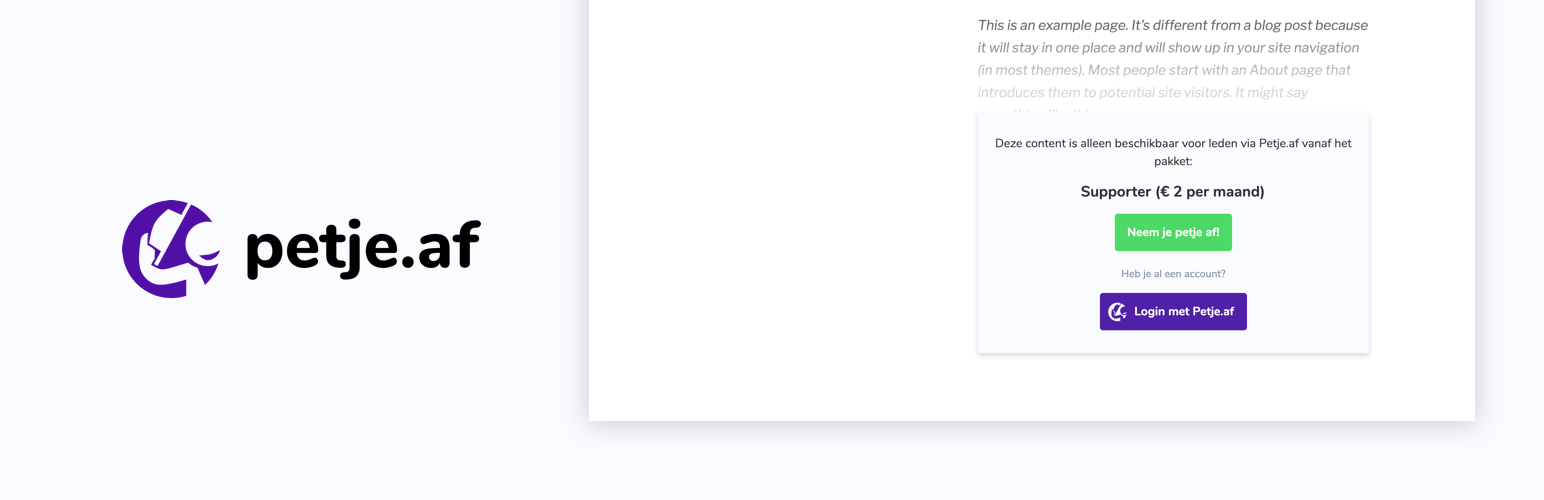 petje.af
This is an example page. It's different from a blog post because
it will stay in one place and will show up in your site navigation
(in most themes). Most people start with an About page that
introduces them to potential site visitors. It might say
Deze content is alleen beschikbaar voor leden via Petje.af vanaf het
pakket:
Supporter (€ 2 per maand)
Neem je petje af!
Heb je al een account?
Login met Petje.af